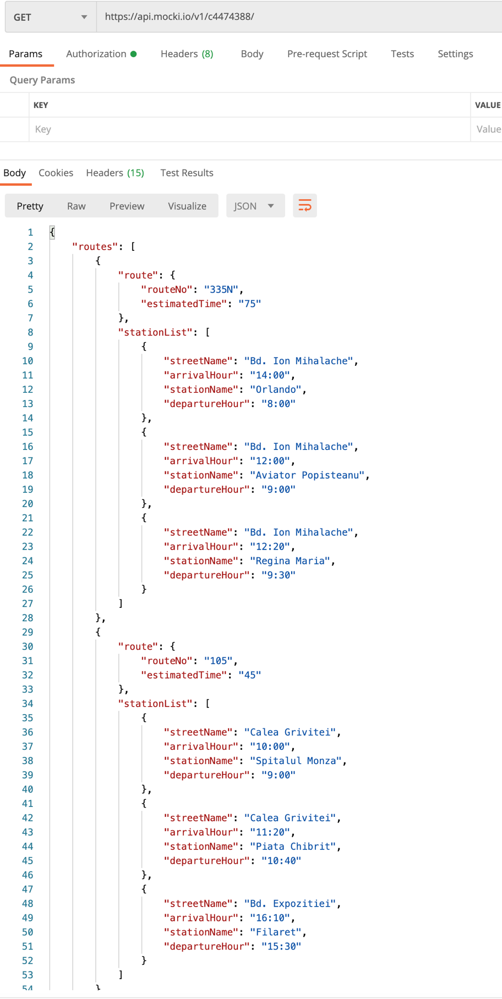 GET https://api.mocki.io/v1/c4474388/
Params Authorization Headers (8) Body Pre-request Script Tests Settings
Query Params
KEY VALUE
Key Value
Body Cookies Headers (15) Test Results
Pretty Raw Preview Visualize JSON
1 {
2 "routes": [
3 {
4 "route": {
5 "routeNo": "335N",
6 "estimatedTime": "75"
7 },
8 "stationList": [
9 {
10 "streetName": "Bd. Ion Mihalache",
11 "arrivalHour": "14:00",
12 "stationName": "Orlando",
13 "departureHour": "8:00"
14 },
15 {
16 "streetName": "Bd. Ion Mihalache",
17 "arrivalHour": "12:00",
18 "stationName": "Aviator Popisteanu",
19 "departureHour": "9:00"
20 },
21 {
22 "streetName": "Bd. Ion Mihalache",
23 "arrivalHour": "12:20",
24 "stationName": "Regina Maria",
25 "departureHour": "9:30"
26 }
27 ]
28 },
29 {
30 "route": {
31 "routeNo": "105",
32 "estimatedTime": "45"
33 },
34 "stationList": [
35 {
36 "streetName": "Calea Grivitei",
37 "arrivalHour": "10:00",
38 "stationName": "Spitalul Monza",
39 "departureHour": "9:00"
40 },
41 {
42 "streetName": "Calea Grivitei",
43 "arrivalHour": "11:20",
44 "stationName": "Piata Chibrit",
45 "departureHour": "10:40"
46 },
47 {
48 "streetName": "Bd. Expozitiei",
49 "arrivalHour": "16:10",
50 "stationName": "Filaret",
51 "departureHour": "15:30"
52 }
53 ]
54 }